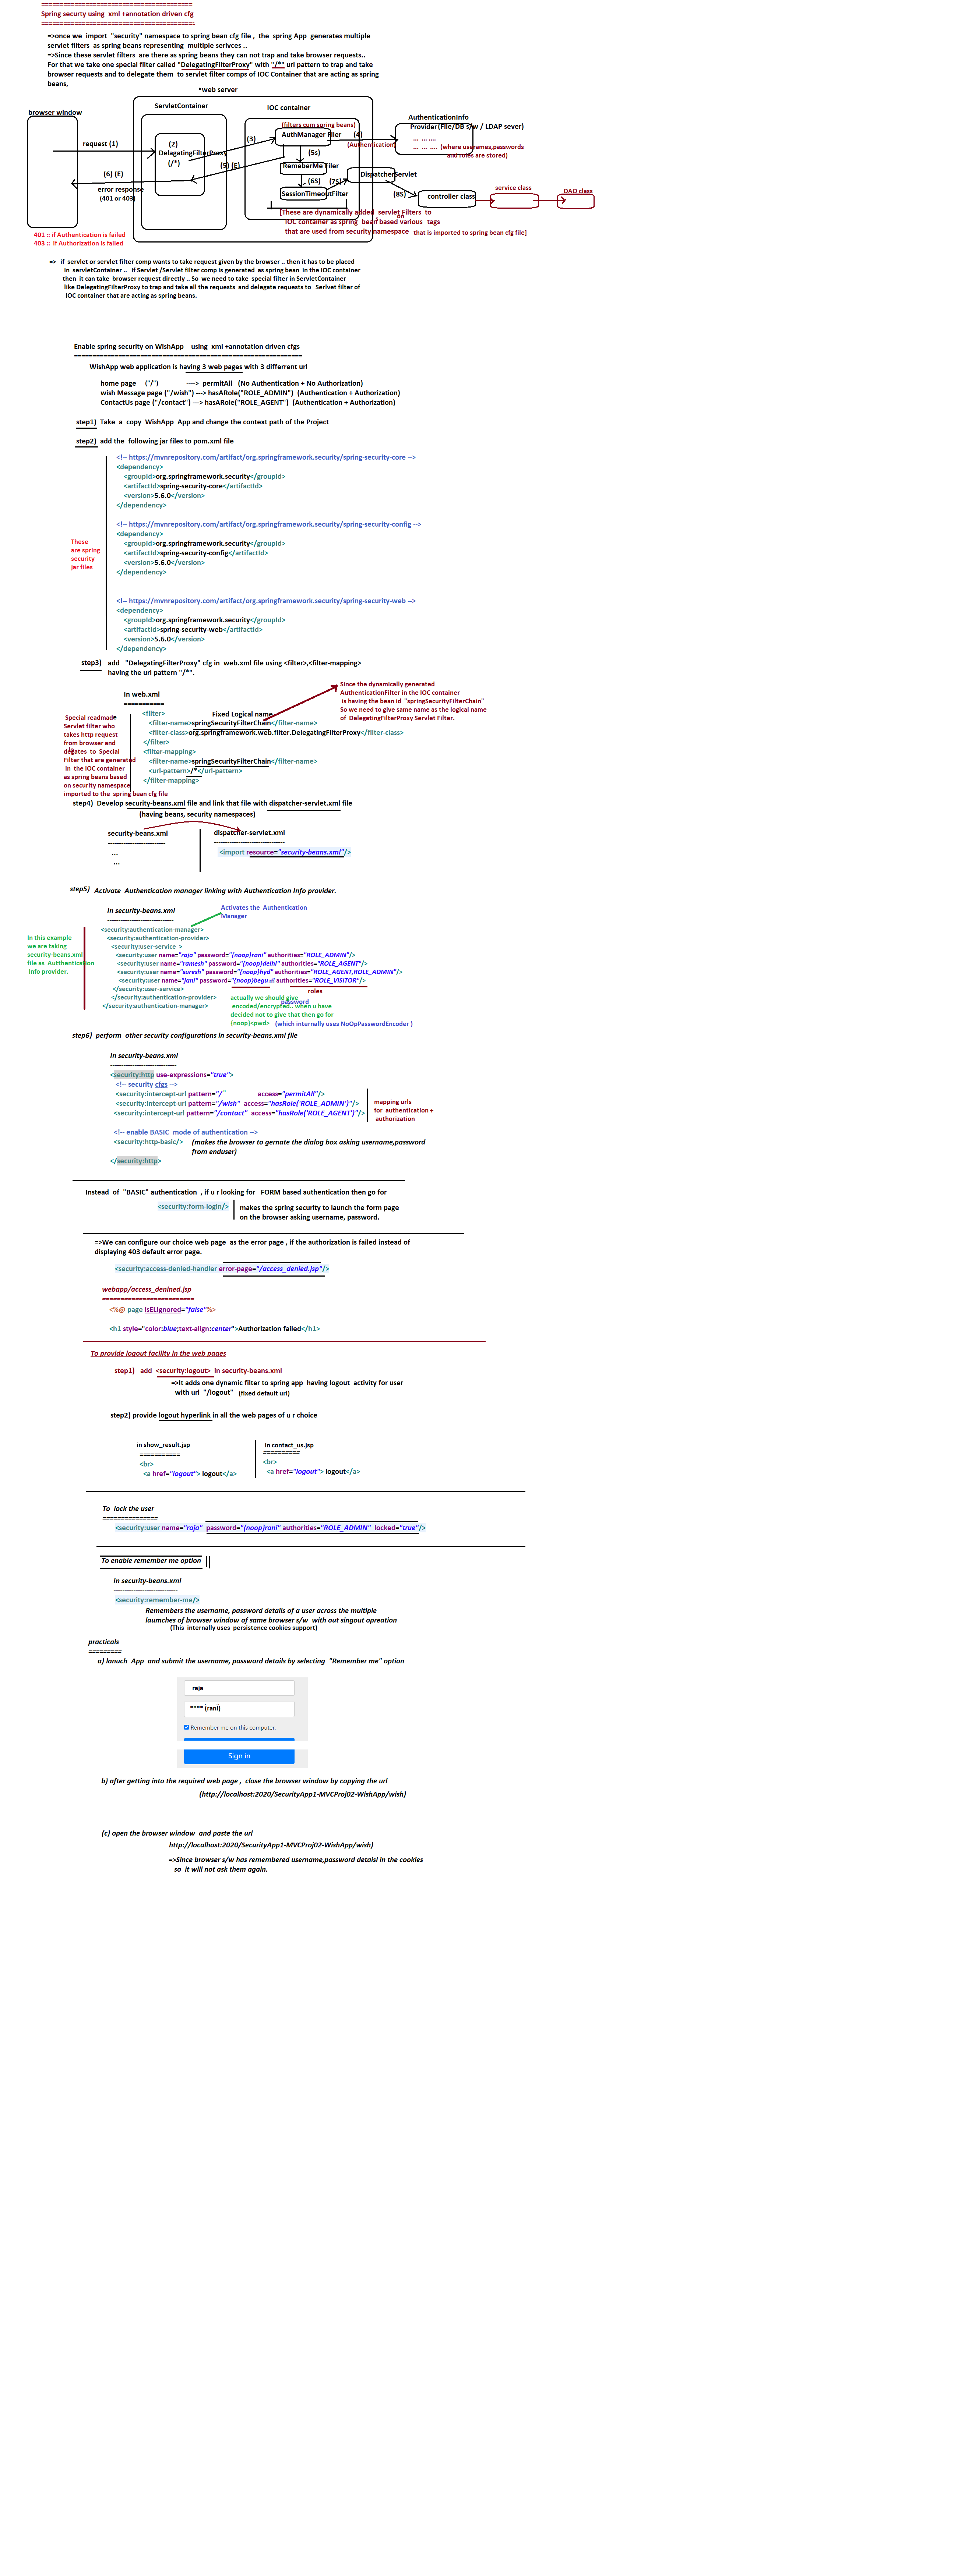 =========================================
Spring securty using xml +annotation driven cfg
==========================================
=>once we import "security" namespace to spring bean cfg file , the spring App generates multiple
servlet filters as spring beans representing multiple serivces ..
=>Since these servlet filters are there as spring beans they can not trap and take browser requests..
For that we take one special filter called "DelegatingFilterProxy" with "/*" url pattern to trap and take
browser requests and to delegate them to servlet filter comps of IOC Container that are acting as spring
beans,
web server
browser window
ServletContainer
IOC container
(filters cum spring beans)
AuthenticationInfo
Provider(File/DB s/w / LDAP sever)
... ... ....
... ... .... (where userames,passwords
and roles are stored)
request (1)
(2)
DelagatingFilterProxy
(/*)
(3)
AuthManager Filer
(4)
(Authentication)
(5s)
(5) (E)
RemeberMe Filer
(6S)
(7S)
DispatcherServlet
SessionTimeoutFilter
(8S)
controller class
service class
DAO class
(6) (E)
error response
(401 or 403)
[These are dynamically added servlet Filters to
IOC container as spring bean based various tags
on
that are used from security namespace that is imported to spring bean cfg file]
401 :: if Authentication is failed
403 :: if Authorization is failed
=> if servlet or servlet filter comp wants to take request given by the browser .. then it has to be placed
in servletContainer .. if Servlet /Servlet filter comp is generated as spring bean in the IOC container
then it can take browser request directly .. So we need to take special filter in ServletContainer
like DelegatingFilterProxy to trap and take all the requests and delegate requests to Serlvet filter of
IOC container that are acting as spring beans.
Enable spring security on WishApp using xml +annotation driven cfgs
==============================================================
WishApp web application is having 3 web pages with 3 differrent url
home page ("/") ----> permitAll (No Authentication + No Authorization)
wish Message page ("/wish") ---> hasARole("ROLE_ADMIN") (Authentication + Authorization)
ContactUs page ("/contact") ---> hasARole("ROLE_AGENT") (Authentication + Authorization)
step1) Take a copy WishApp App and change the context path of the Project
step2) add the following jar files to pom.xml file
<!-- https://mvnrepository.com/artifact/org.springframework.security/spring-security-core -->
<dependency>
<groupId>org.springframework.security</groupId>
<artifactId>spring-security-core</artifactId>
<version>5.6.0</version>
</dependency>
<!-- https://mvnrepository.com/artifact/org.springframework.security/spring-security-config -->
<dependency>
<groupId>org.springframework.security</groupId>
<artifactId>spring-security-config</artifactId>
<version>5.6.0</version>
</dependency>
These
are spring
security
jar files
<!-- https://mvnrepository.com/artifact/org.springframework.security/spring-security-web -->
<dependency>
<groupId>org.springframework.security</groupId>
<artifactId>spring-security-web</artifactId>
<version>5.6.0</version>
</dependency>
step3) add "DelegatingFilterProxy" cfg in web.xml file using <filter>,<filter-mapping>
having the url pattern "/*".
Since the dynamically generated
AuthenticationFilter in the IOC container
is having the bean id "springSecurityFilterChain"
So we need to give same name as the logical name
of DelegatingFilterProxy Servlet Filter.
In web.xml
===========
Fixed Logical name
<filter>
<filter-name>springSecurityFilterChain</filter-name>
<filter-class>org.springframework.web.filter.DelegatingFilterProxy</filter-class>
</filter>
<filter-mapping>
<filter-name>springSecurityFilterChain</filter-name>
<url-pattern>/*</url-pattern>
</filter-mapping>
Special readmade
Servlet filter who
takes http request
from browser and
delgates to Special
Filter that are generated
in the IOC container
as spring beans based
on security namespace
imported to the spring bean cfg file
step4) Develop security-beans.xml file and link that file with dispatcher-servlet.xml file
(having beans, security namespaces)
security-beans.xml
--------------------------
...
...
dispatcher-servlet.xml
--------------------------------
<import resource="security-beans.xml"/>
step5) Activate Authentication manager linking with Authentication Info provider.
In security-beans.xml
------------------------------
Activates the Authentication
Manager
In this example
we are taking
security-beans.xml
file as Autthentication
Info provider.
<security:authentication-manager>
<security:authentication-provider>
<security:user-service >
<security:user name="raja" password="{noop}rani" authorities="ROLE_ADMIN"/>
<security:user name="ramesh" password="{noop}delhi" authorities="ROLE_AGENT"/>
<security:user name="suresh" password="{noop}hyd" authorities="ROLE_AGENT,ROLE_ADMIN"/>
<security:user name="jani" password="{noop}begum" authorities="ROLE_VISITOR"/>
</security:user-service>
</security:authentication-provider>
</security:authentication-manager>
roles
actually we should give
password
encoded/encrypted.. when u have
decided not to give that then go for
{noop}<pwd> (which internally uses NoOpPasswordEncoder )
step6) perform other security configurations in security-beans.xml file
In security-beans.xml
------------------------------
<security:http use-expressions="true">
<!-- security cfgs -->
<security:intercept-url pattern="/" access="permitAll"/>
<security:intercept-url pattern="/wish" access="hasRole('ROLE_ADMIN')"/>
<security:intercept-url pattern="/contact" access="hasRole('ROLE_AGENT')"/>
mapping urls
for authentication +
authorization
<!-- enable BASIC mode of authentication -->
<security:http-basic/> (makes the browser to gernate the dialog box asking username,password
from enduser)
</security:http>
Instead of "BASIC" authentication , if u r looking for FORM based authentication then go for
<security:form-login/>
makes the spring security to launch the form page
on the browser asking username, password.
=>We can configure our choice web page as the error page , if the authorization is failed instead of
displaying 403 default error page.
<security:access-denied-handler error-page="/access_denied.jsp"/>
webapp/access_denined.jsp
=========================
<%@ page isELIgnored="false"%>
<h1 style="color:blue;text-align:center">Authorization failed</h1>
To provide logout facility in the web pages
step1) add <security:logout> in security-beans.xml
=>It adds one dynamic filter to spring app having logout activity for user
with url "/logout" (fixed default url)
step2) provide logout hyperlink in all the web pages of u r choice
in show_result.jsp
===========
<br>
<a href="logout"> logout</a>
in contact_us.jsp
==========
<br>
<a href="logout"> logout</a>
To lock the user
===============
<security:user name="raja" password="{noop}rani" authorities="ROLE_ADMIN" locked="true"/>
To enable remember me option
In security-beans.xml
-----------------------------
<security:remember-me/>
Remembers the username, password details of a user across the multiple
laumches of browser window of same browser s/w with out singout opreation
(This internally uses persistence cookies support)
practicals
=========
a) lanuch App and submit the username, password details by selecting "Remember me" option
raja
**** (rani)
Remember me on this computer.
Sign in
b) after getting into the required web page , close the browser window by copying the url
(http://localhost:2020/SecurityApp1-MVCProj02-WishApp/wish)
(c) open the browser window and paste the url
http://localhost:2020/SecurityApp1-MVCProj02-WishApp/wish)
=>Since browser s/w has remembered username,password detaisl in the cookies
so it will not ask them again.